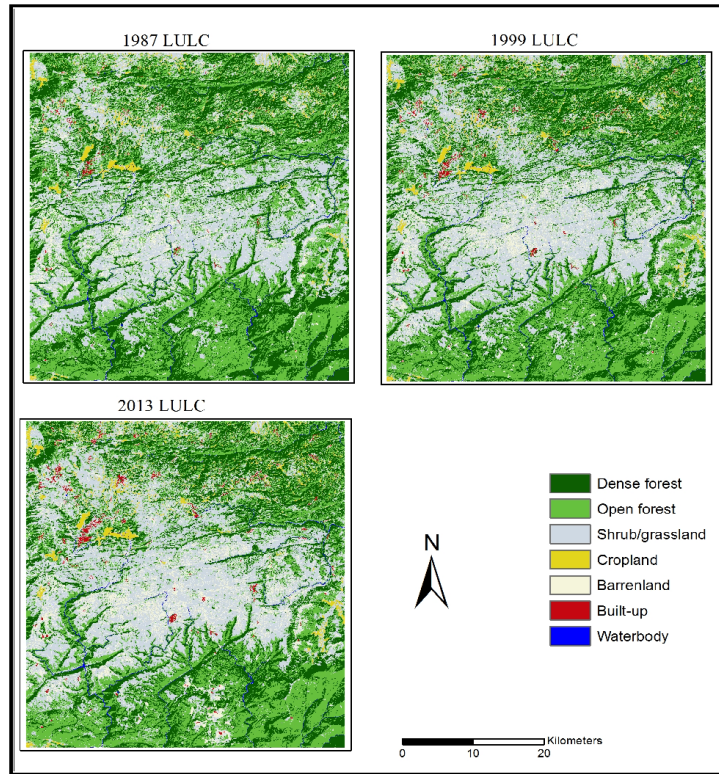 1987 LULC
1999 LULC
2013 LULC
Dense forest
Open forest
Shrub/grassland
Cropland
Barrenland
Built-up
Waterbody
N
Kilometers
0 10 20